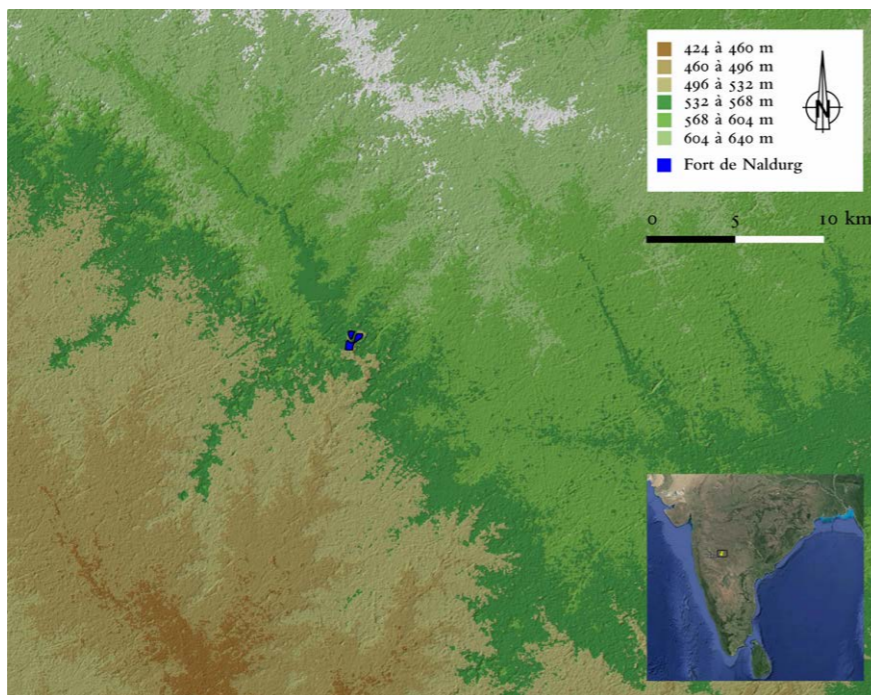 424 à 460 m
460 à 496 m
496 à 532 m
532 à 568 m
568 à 604 m
604 à 640 m
Fort de Naldurg
N
0 5 10 km